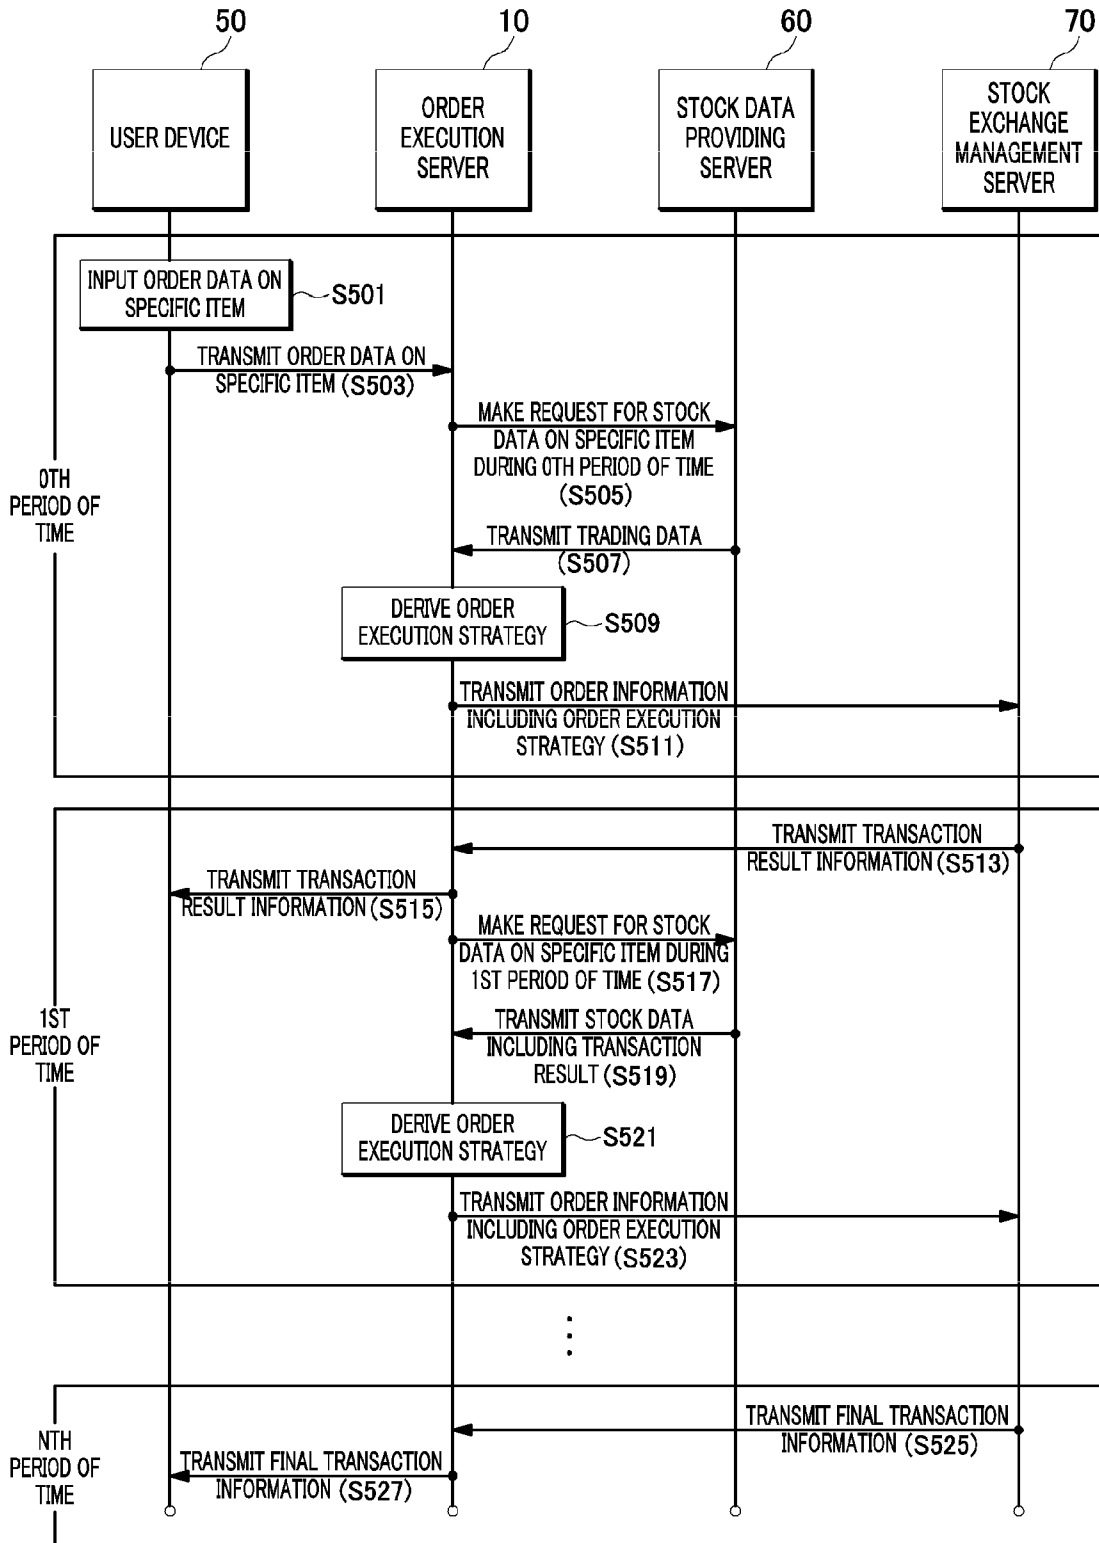 50
10
60
70
USER DEVICE
ORDER
EXECUTION
SERVER
STOCK DATA
PROVIDING
SERVER
STOCK
EXCHANGE
MANAGEMENT
SERVER
0TH
PERIOD OF
TIME
INPUT ORDER DATA ON
SPECIFIC ITEM
S501
TRANSMIT ORDER DATA ON
SPECIFIC ITEM (S503)
MAKE REQUEST FOR STOCK
DATA ON SPECIFIC ITEM
DURING 0TH PERIOD OF TIME
(S505)
TRANSMIT TRADING DATA
(S507)
DERIVE ORDER
EXECUTION STRATEGY
S509
TRANSMIT ORDER INFORMATION
INCLUDING ORDER EXECUTION
STRATEGY (S511)
1ST
PERIOD OF
TIME
TRANSMIT TRANSACTION
RESULT INFORMATION (S513)
TRANSMIT TRANSACTION
RESULT INFORMATION (S515)
MAKE REQUEST FOR STOCK
DATA ON SPECIFIC ITEM DURING
1ST PERIOD OF TIME (S517)
TRANSMIT STOCK DATA
INCLUDING TRANSACTION
RESULT (S519)
DERIVE ORDER
EXECUTION STRATEGY
S521
TRANSMIT ORDER INFORMATION
INCLUDING ORDER EXECUTION
STRATEGY (S523)
NTH
PERIOD OF
TIME
TRANSMIT FINAL TRANSACTION
INFORMATION (S525)
TRANSMIT FINAL TRANSACTION
INFORMATION (S527)